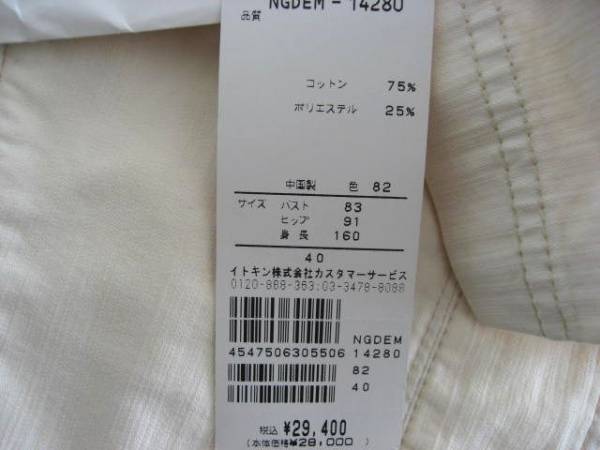 品質 NGDEM - 14280
コットン 75%
ポリエステル 25%
中国製 色 82
サイズ バスト 83
ヒップ 91
身長 160
40
イトキン株式会社カスタマーサービス
0120-888-363:03-3478-8088
NGDEM
4547506305506 14280
82
40
税込 ¥29,400
(本体価格¥28,000)